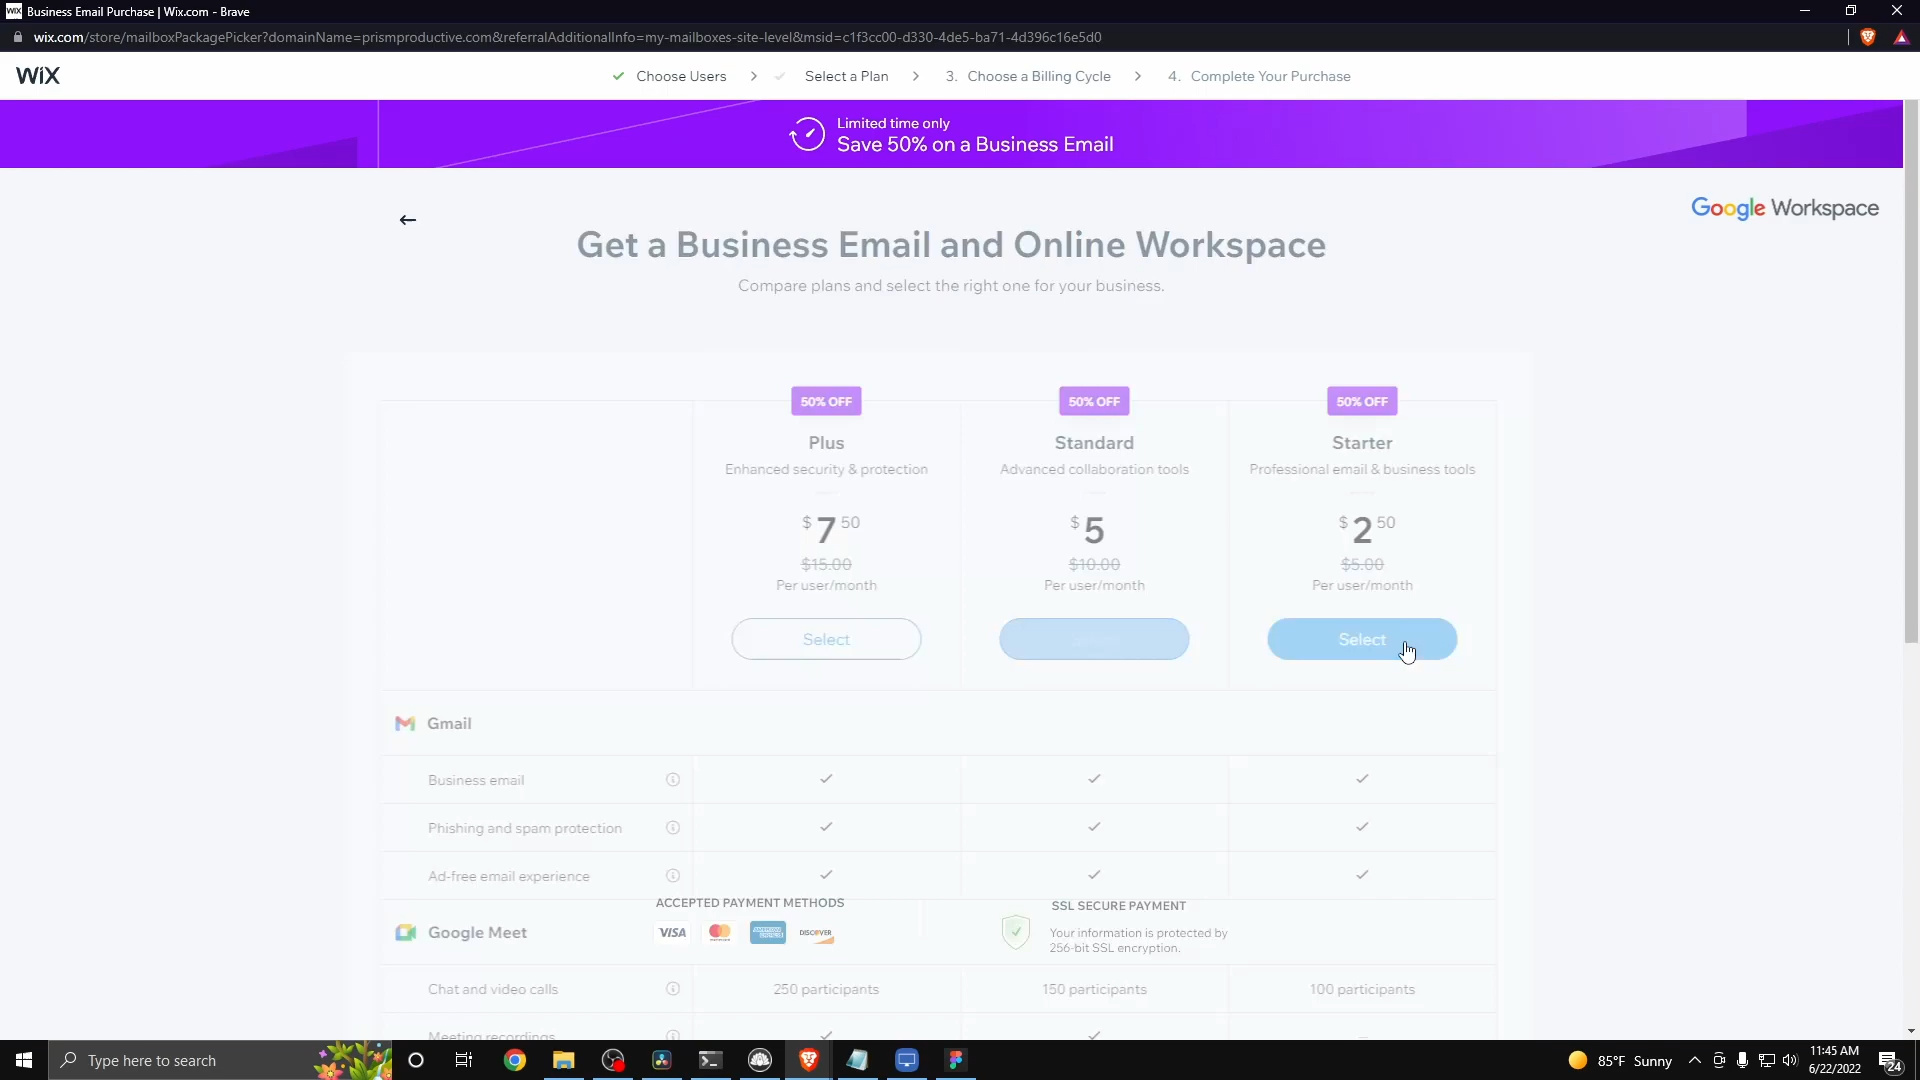 WIX Business Email Purchase | Wix.com - Brave
wix.com/store/mailboxPackagePicker?domainName=prismproductive.com&referralAdditionalInfo=my-mailboxes-site-level&msid=c1f3cc00-d330-4de5-ba71-4d396c16e5d0
WiX
Choose Users > Select a Plan > 3. Choose a Billing Cycle > 4. Complete Your Purchase
Limited time only
Save 50% on a Business Email
Google Workspace
Get a Business Email and Online Workspace
Compare plans and select the right one for your business.
50% OFF 50% OFF 50% OFF
Plus Standard Starter
Enhanced security & protection Advanced collaboration tools Professional email & business tools
$7 50 $5 $2 50
$15.00 $10.00 $5.00
Per user/month Per user/month Per user/month
Select Select
Gmail
Business email
Phishing and spam protection
Ad-free email experience
ACCEPTED PAYMENT METHODS SSL SECURE PAYMENT
Google Meet VISA mastercard DISCOVER Your information is protected by
256-bit SSL encryption.
Chat and video calls 250 participants 150 participants 100 participants
Meeting recordings
Type here to search
85°F Sunny
11:45 AM
6/22/2022
24